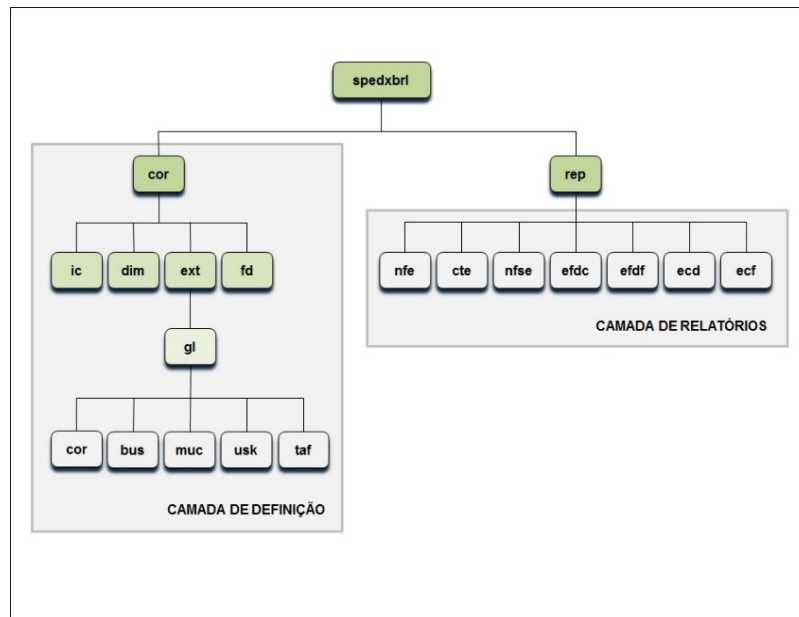 spedxbrl
cor rep
ic dim ext fd
nfe cte nfse efdc efdf ecd ecf
CAMADA DE RELATÓRIOS
gl
cor bus muc usk taf
CAMADA DE DEFINIÇÃO